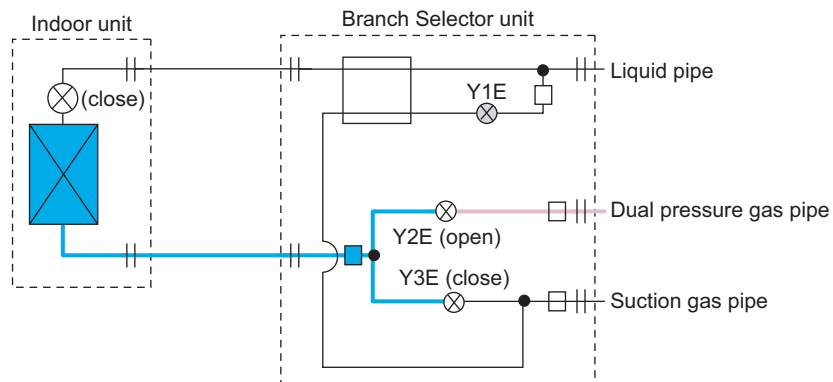 Indoor unit
Branch Selector unit
(close)
Y1E
Liquid pipe
Y2E (open)
Dual pressure gas pipe
Y3E (close)
Suction gas pipe